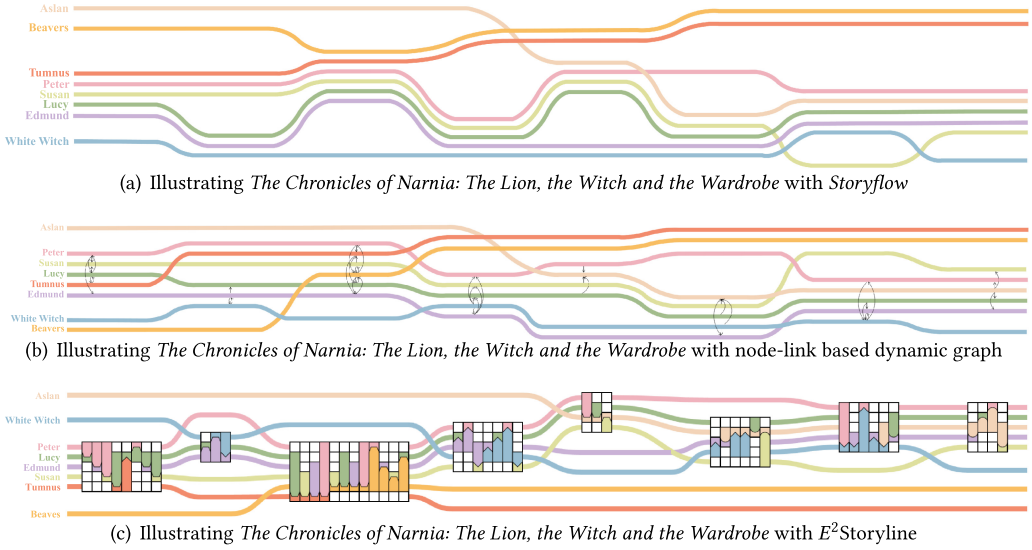 Aslan
Beavers
Tumnus
Peter
Susan
Lucy
Edmund
White Witch
(a) Illustrating The Chronicles of Narnia: The Lion, the Witch and the Wardrobe with Storyflow
Aslan
Peter
Susan
Lucy
Tumnus
Edmund
White Witch
Beavers
(b) Illustrating The Chronicles of Narnia: The Lion, the Witch and the Wardrobe with node-link based dynamic graph
Aslan
White Witch
Peter
Lucy
Edmund
Susan
Tumnus
Beaves
(c) Illustrating The Chronicles of Narnia: The Lion, the Witch and the Wardrobe with E²Storyline